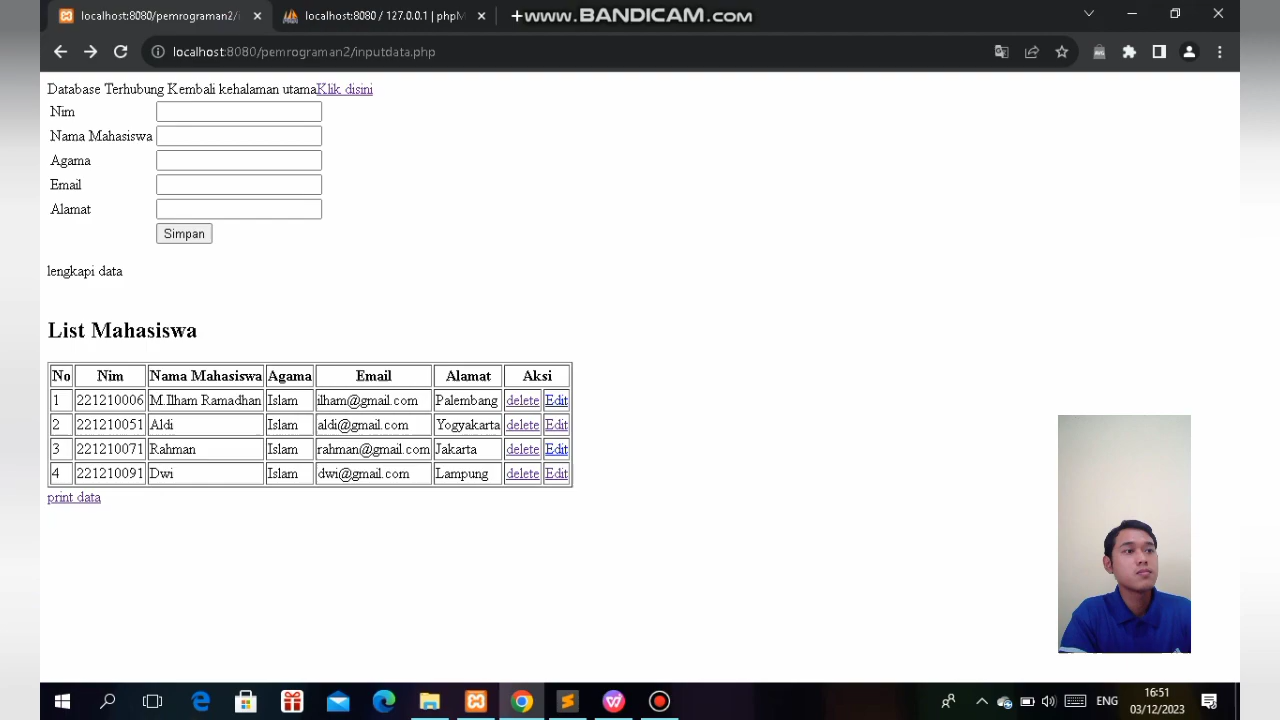 localhost:8080/pemrograman2/i
localhost:8080 / 127.0.0.1 | phpM
www.BANDICAM.com
localhost:8080/pemrograman2/inputdata.php
Database Terhubung Kembali kehalaman utamaKlik disini
Nim
Nama Mahasiswa
Agama
Email
Alamat
Simpan
lengkapi data
List Mahasiswa
No Nim Nama Mahasiswa Agama Email Alamat Aksi
1 221210006 M.Ilham Ramadhan Islam ilham@gmail.com Palembang delete Edit
2 221210051 Aldi Islam aldi@gmail.com Yogyakarta delete Edit
3 221210071 Rahman Islam rahman@gmail.com Jakarta delete Edit
4 221210091 Dwi Islam dwi@gmail.com Lampung delete Edit
print data
ENG
16:51
03/12/2023